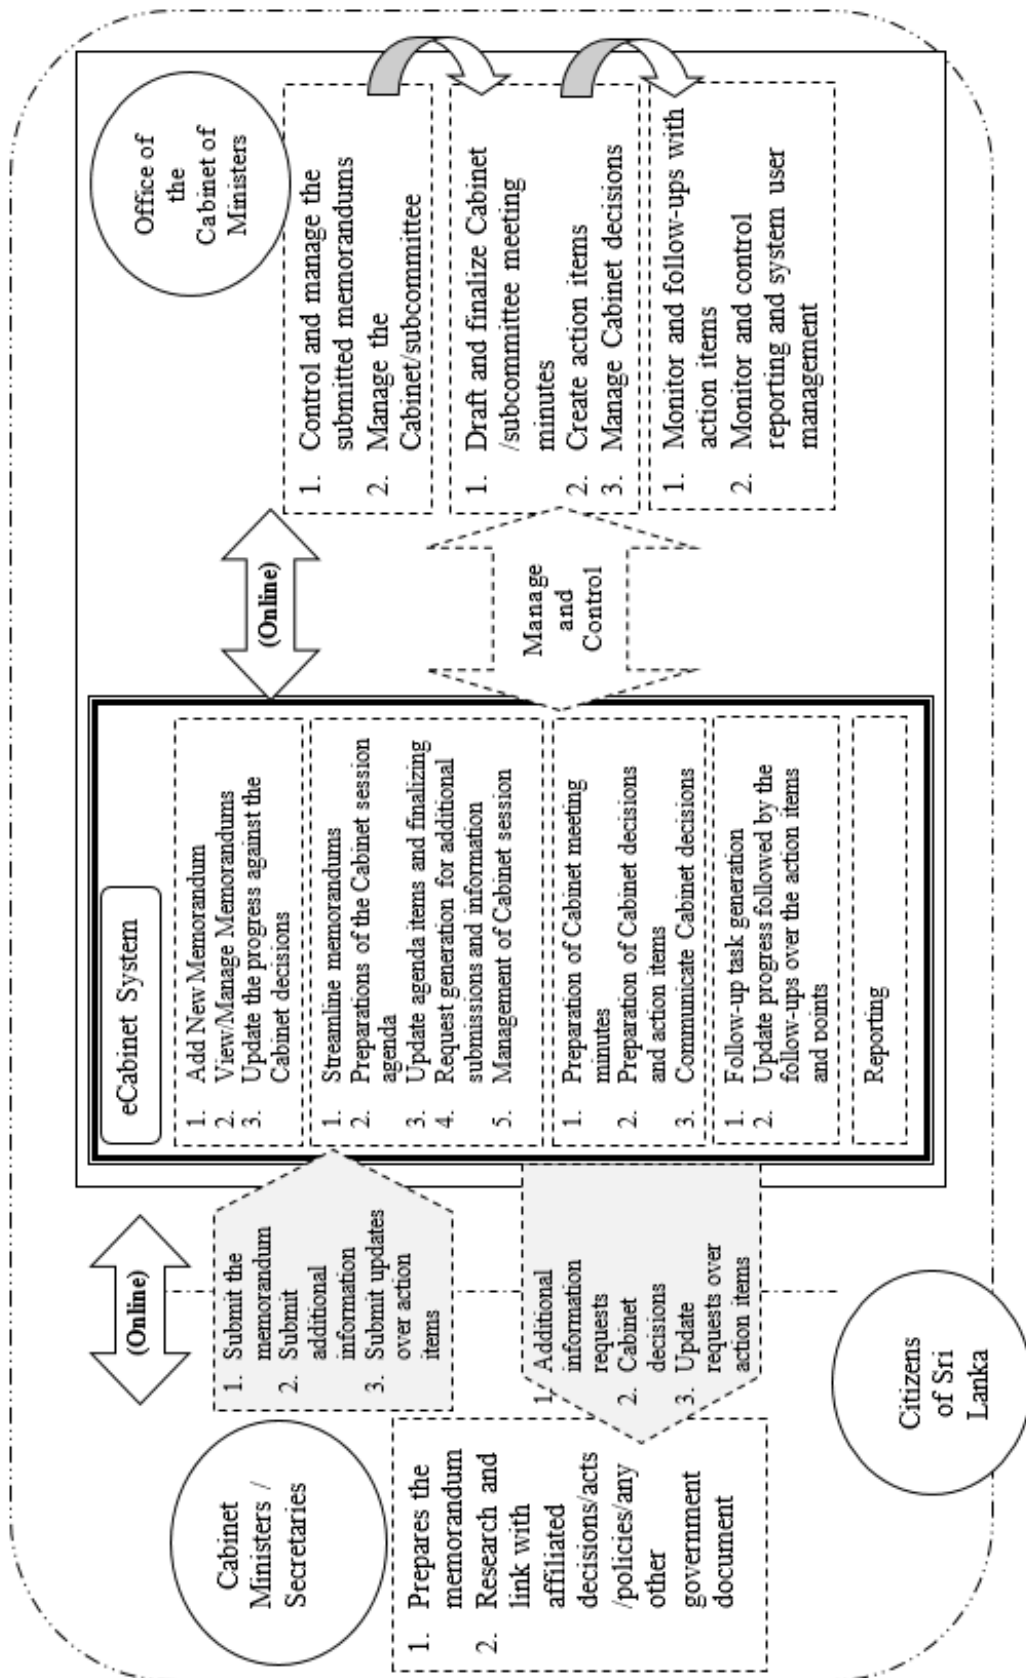 Cabinet
Ministers /
Secretaries
1. Prepares the
memorandum
2. Research and
link with
affiliated
decisions/acts
/policies/any
other
government
document
(Online)
1. Submit the
memorandum
2. Submit
additional
information
3. Submit updates
over action
items
1. Additional
information
requests
2. Cabinet
decisions
3. Update
requests over
action items
Citizens
of Sri
Lanka
eCabinet System
1. Add New Memorandum
2. View/Manage Memorandums
3. Update the progress against the
Cabinet decisions
1. Streamline memorandums
2. Preparations of the Cabinet session
agenda
3. Update agenda items and finalizing
4. Request generation for additional
submissions and information
5. Management of Cabinet session
1. Preparation of Cabinet meeting
minutes
2. Preparation of Cabinet decisions
and action items
3. Communicate Cabinet decisions
1. Follow-up task generation
2. Update progress followed by the
follow-ups over the action items
and points
Reporting
(Online)
Manage
and
Control
Office of
the
Cabinet of
Ministers
1. Control and manage the
submitted memorandums
2. Manage the
Cabinet/subcommittee
1. Draft and finalize Cabinet
/subcommittee meeting
minutes
2. Create action items
3. Manage Cabinet decisions
1. Monitor and follow-ups with
action items
2. Monitor and control
reporting and system user
management